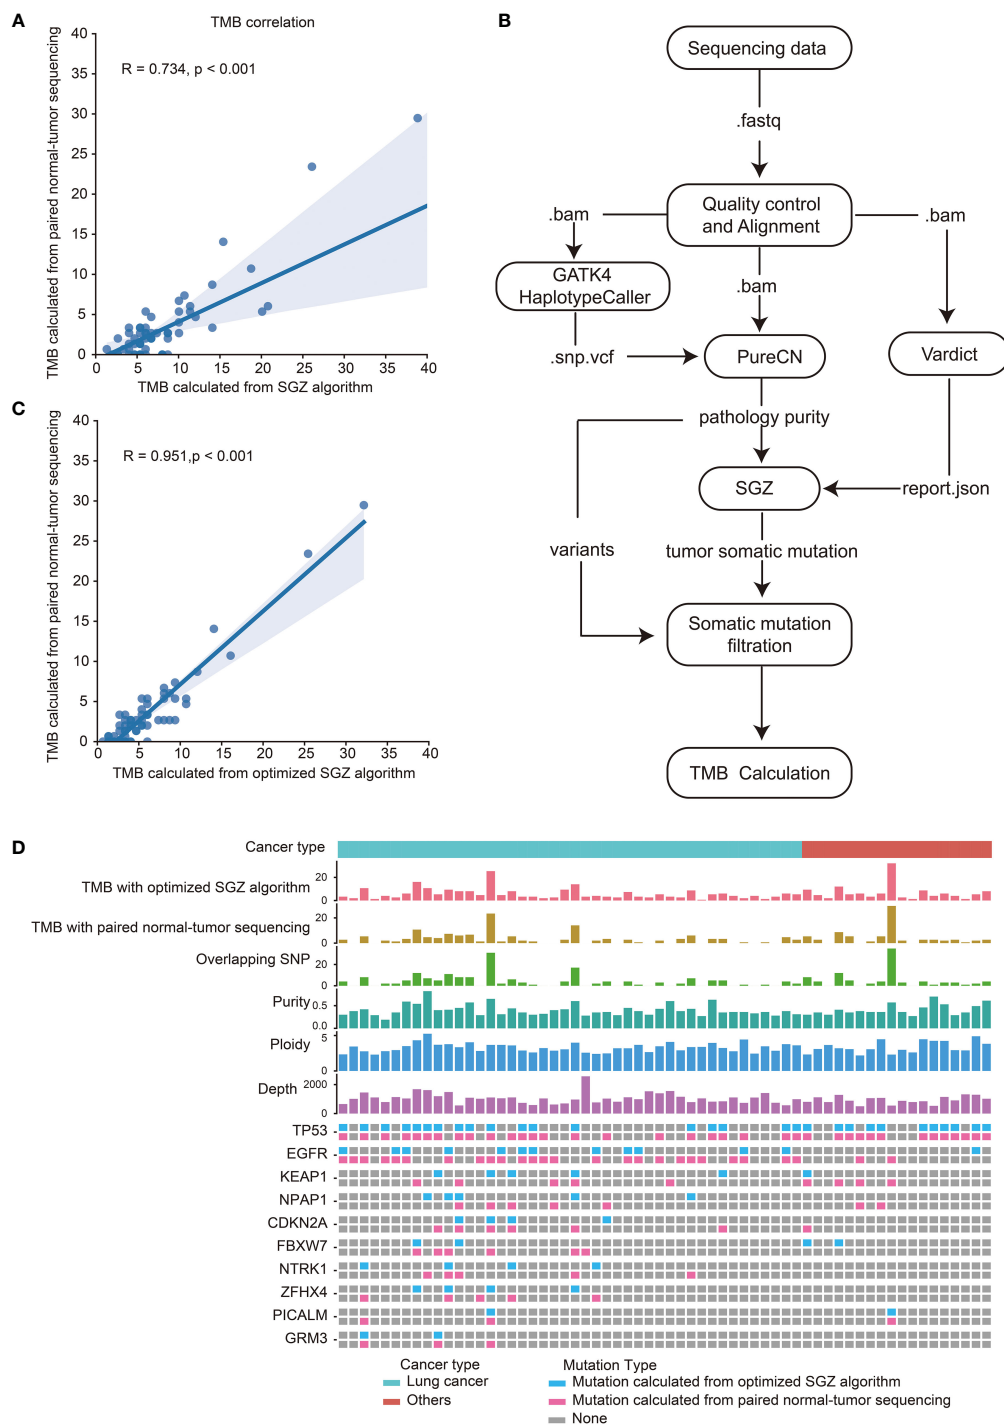 A
TMB correlation
TMB calculated from paired normal-tumor sequencing
40
35
30
25
20
15
10
5
0
R = 0.734, p < 0.001
0 5 10 15 20 25 30 35 40
TMB calculated from SGZ algorithm
B
Sequencing data
.fastq
Quality control
and Alignment
.bam
.bam
.bam
GATK4
HaplotypeCaller
.snp.vcf
PureCN
Vardict
pathology purity
SGZ
report.json
variants
tumor somatic mutation
Somatic mutation
filtration
TMB Calculation
C
TMB calculated from paired normal-tumor sequencing
40
35
30
25
20
15
10
5
0
R = 0.951,p < 0.001
0 5 10 15 20 25 30 35 40
TMB calculated from optimized SGZ algorithm
D
Cancer type
TMB with optimized SGZ algorithm
20
0
TMB with paired normal-tumor sequencing
20
0
Overlapping SNP
20
0
Purity
0.5
0.0
Ploidy
5
0
Depth
2000
0
TP53
EGFR
KEAP1
NPAP1
CDKN2A
FBXW7
NTRK1
ZFHX4
PICALM
GRM3
Cancer type
Lung cancer
Others
Mutation Type
Mutation calculated from optimized SGZ algorithm
Mutation calculated from paired normal-tumor sequencing
None